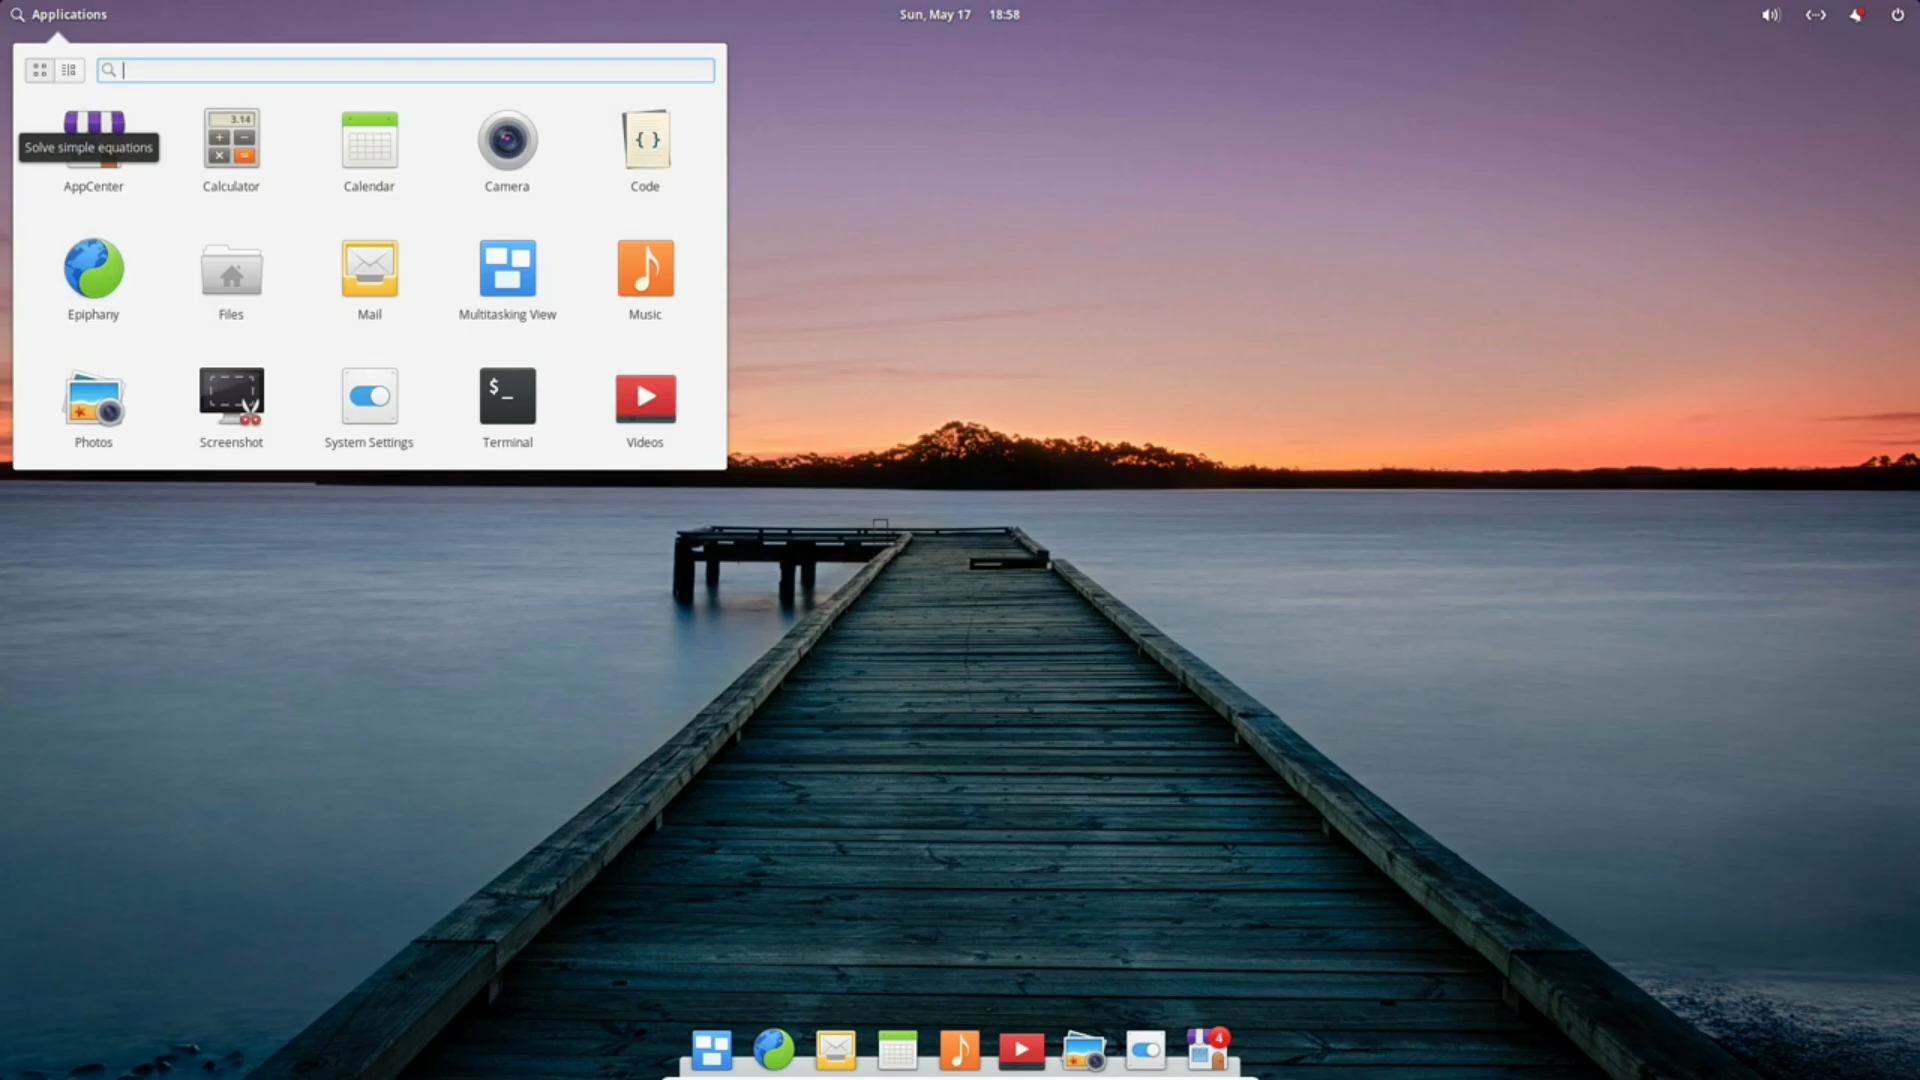 Applications
Sun, May 17 18:58
Solve simple equations
3.14
{ }
AppCenter
Calculator
Calendar
Camera
Code
Epiphany
Files
Mail
Multitasking View
Music
$_
Photos
Screenshot
System Settings
Terminal
Videos
4